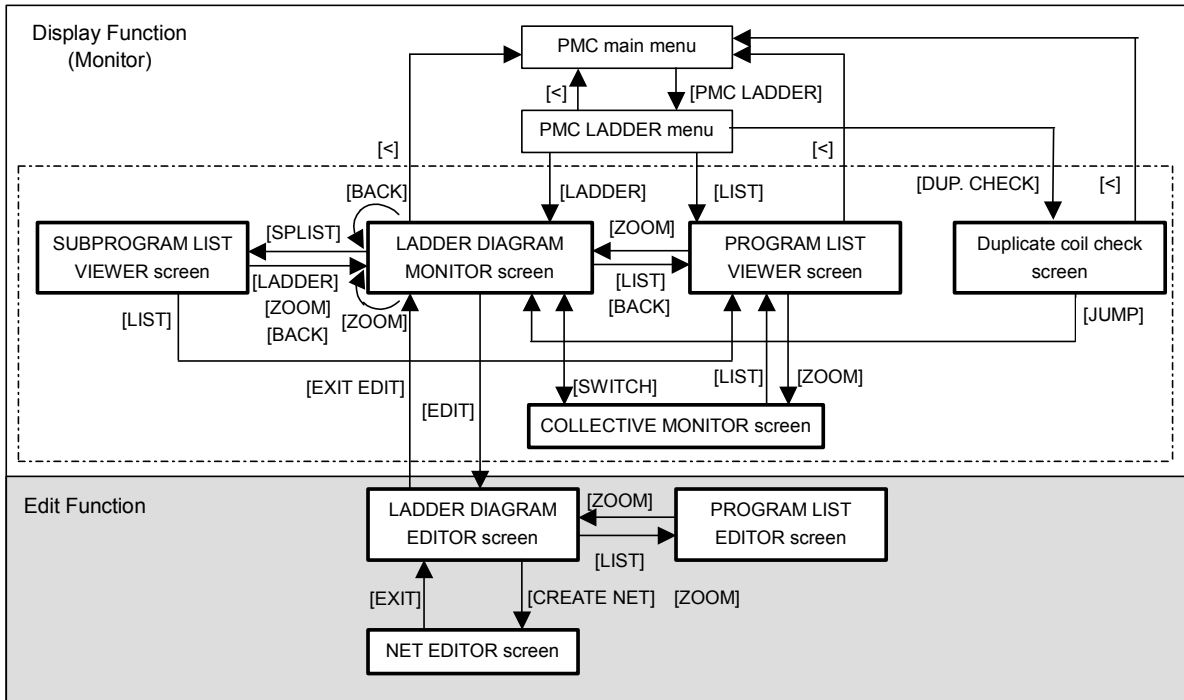 Display Function
(Monitor)
PMC main menu
[<]
[PMC LADDER]
PMC LADDER menu
[<]
[<]
[BACK]
[LADDER]
[LIST]
[DUP. CHECK]
[<]
SUBPROGRAM LIST
VIEWER screen
[SPLIST]
LADDER DIAGRAM
MONITOR screen
[ZOOM]
PROGRAM LIST
VIEWER screen
Duplicate coil check
screen
[LADDER]
[ZOOM]
[BACK]
[ZOOM]
[LIST]
[BACK]
[LIST]
[JUMP]
[EXIT EDIT]
[EDIT]
[SWITCH]
[LIST]
[ZOOM]
COLLECTIVE MONITOR screen
Edit Function
LADDER DIAGRAM
EDITOR screen
[ZOOM]
PROGRAM LIST
EDITOR screen
[LIST]
[EXIT]
[CREATE NET]
[ZOOM]
NET EDITOR screen